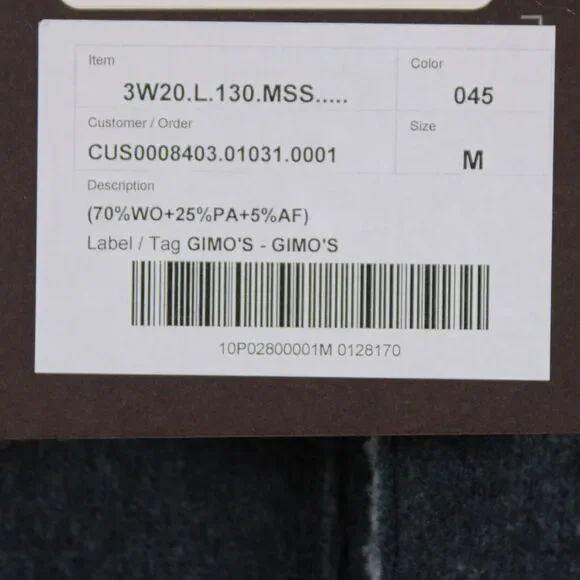 Item
Color
3W20.L.130.MSS.....
045
Customer / Order
Size
CUS0008403.01031.0001
M
Description
(70%WO+25%PA+5%AF)
Label / Tag GIMO'S - GIMO'S
10P02800001M 0128170